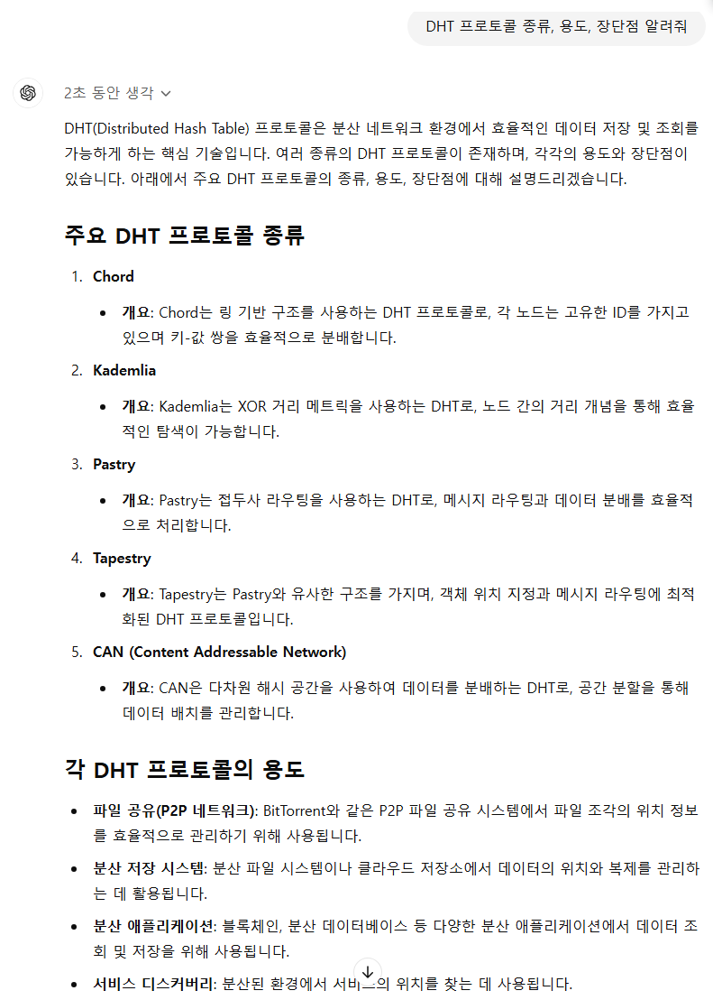 DHT 프로토콜 종류, 용도, 장단점 알려줘
2초 동안 생각
DHT(Distributed Hash Table) 프로토콜은 분산 네트워크 환경에서 효율적인 데이터 저장 및 조회를
가능하게 하는 핵심 기술입니다. 여러 종류의 DHT 프로토콜이 존재하며, 각각의 용도와 장단점이
있습니다. 아래에서 주요 DHT 프로토콜의 종류, 용도, 장단점에 대해 설명드리겠습니다.
주요 DHT 프로토콜 종류
1. Chord
• 개요: Chord는 링 기반 구조를 사용하는 DHT 프로토콜로, 각 노드는 고유한 ID를 가지고
있으며 키-값 쌍을 효율적으로 분배합니다.
2. Kademlia
• 개요: Kademlia는 XOR 거리 메트릭을 사용하는 DHT로, 노드 간의 거리 개념을 통해 효율
적인 탐색이 가능합니다.
3. Pastry
• 개요: Pastry는 접두사 라우팅을 사용하는 DHT로, 메시지 라우팅과 데이터 분배를 효율적
으로 처리합니다.
4. Tapestry
• 개요: Tapestry는 Pastry와 유사한 구조를 가지며, 객체 위치 지정과 메시지 라우팅에 최적
화된 DHT 프로토콜입니다.
5. CAN (Content Addressable Network)
• 개요: CAN은 다차원 해시 공간을 사용하여 데이터를 분배하는 DHT로, 공간 분할을 통해
데이터 배치를 관리합니다.
각 DHT 프로토콜의 용도
• 파일 공유(P2P 네트워크): BitTorrent와 같은 P2P 파일 공유 시스템에서 파일 조각의 위치 정보
를 효율적으로 관리하기 위해 사용됩니다.
• 분산 저장 시스템: 분산 파일 시스템이나 클라우드 저장소에서 데이터의 위치와 복제를 관리하
는 데 활용됩니다.
• 분산 애플리케이션: 블록체인, 분산 데이터베이스 등 다양한 분산 애플리케이션에서 데이터 조
회 및 저장을 위해 사용됩니다.
• 서비스 디스커버리: 분산된 환경에서 서비스의 위치를 찾는 데 사용됩니다.